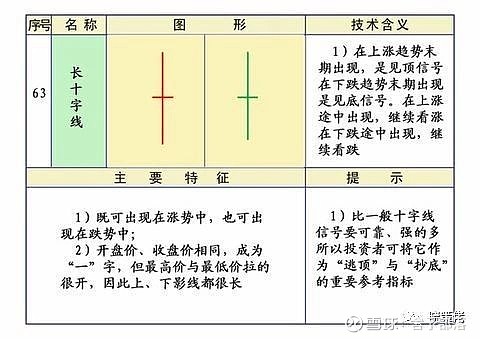 序号 名 称 图 形 技术含义
63
长
十
字
线
1）在上涨趋势末
期出现，是见顶信号
在下跌趋势末期出现
是见底信号。在上涨
途中出现，继续看涨
在下跌途中出现，继
续看跌
主 要 特 征 提 示
1）既可出现在涨势中，也可出
现在跌势中；
2）开盘价、收盘价相同，成为
“一”字，但最高价与最低价拉的
很开，因此上、下影线都很长
1）比一般十字线
信号要可靠、强的多
所以投资者可将它作
为“逃顶”与“抄底”
的重要参考指标